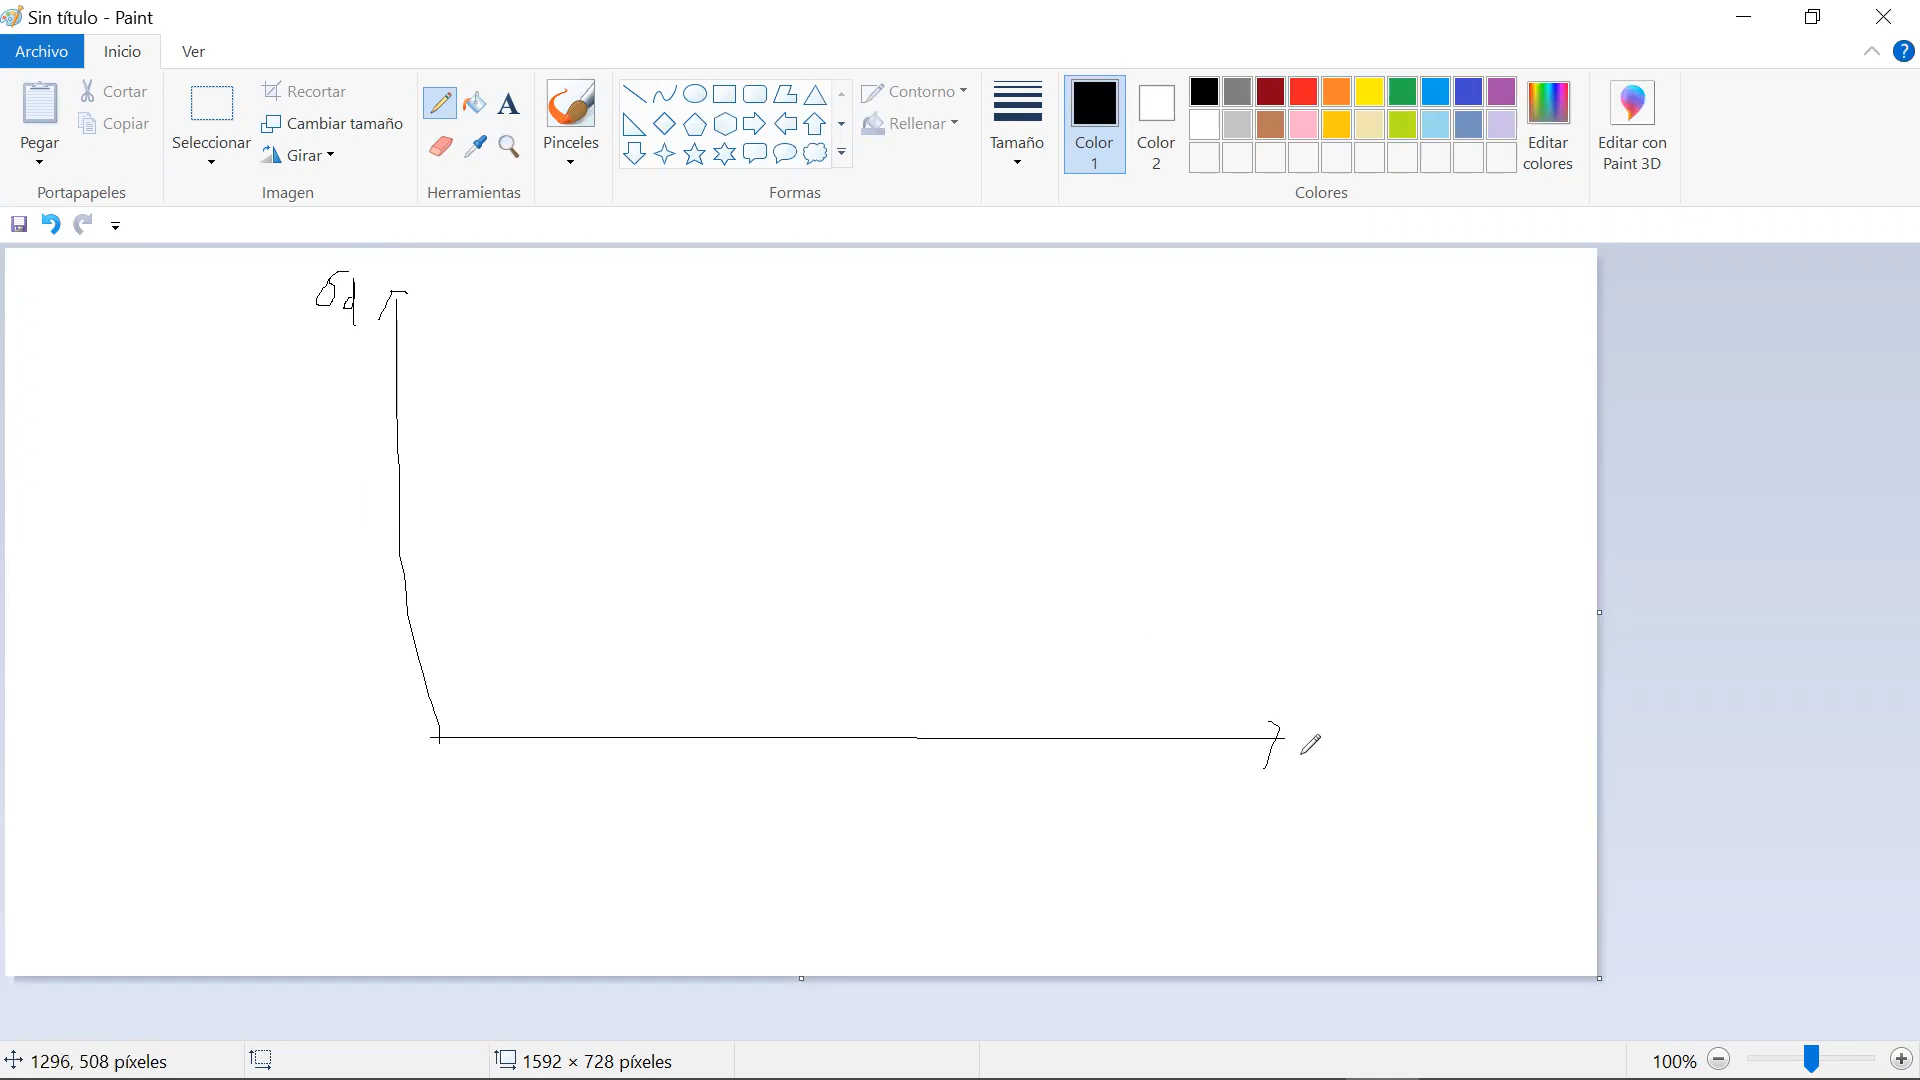 Sin título - Paint
Archivo Inicio Ver
Pegar
Cortar
Copiar
Portapapeles
Seleccionar
Recortar
Cambiar tamaño
Girar
Imagen
Herramientas
Pinceles
Contorno
Rellenar
Formas
Tamaño
Color 1
Color 2
Editar colores
Colores
Editar con Paint 3D
1296, 508 píxeles
1592 × 728 píxeles
100%